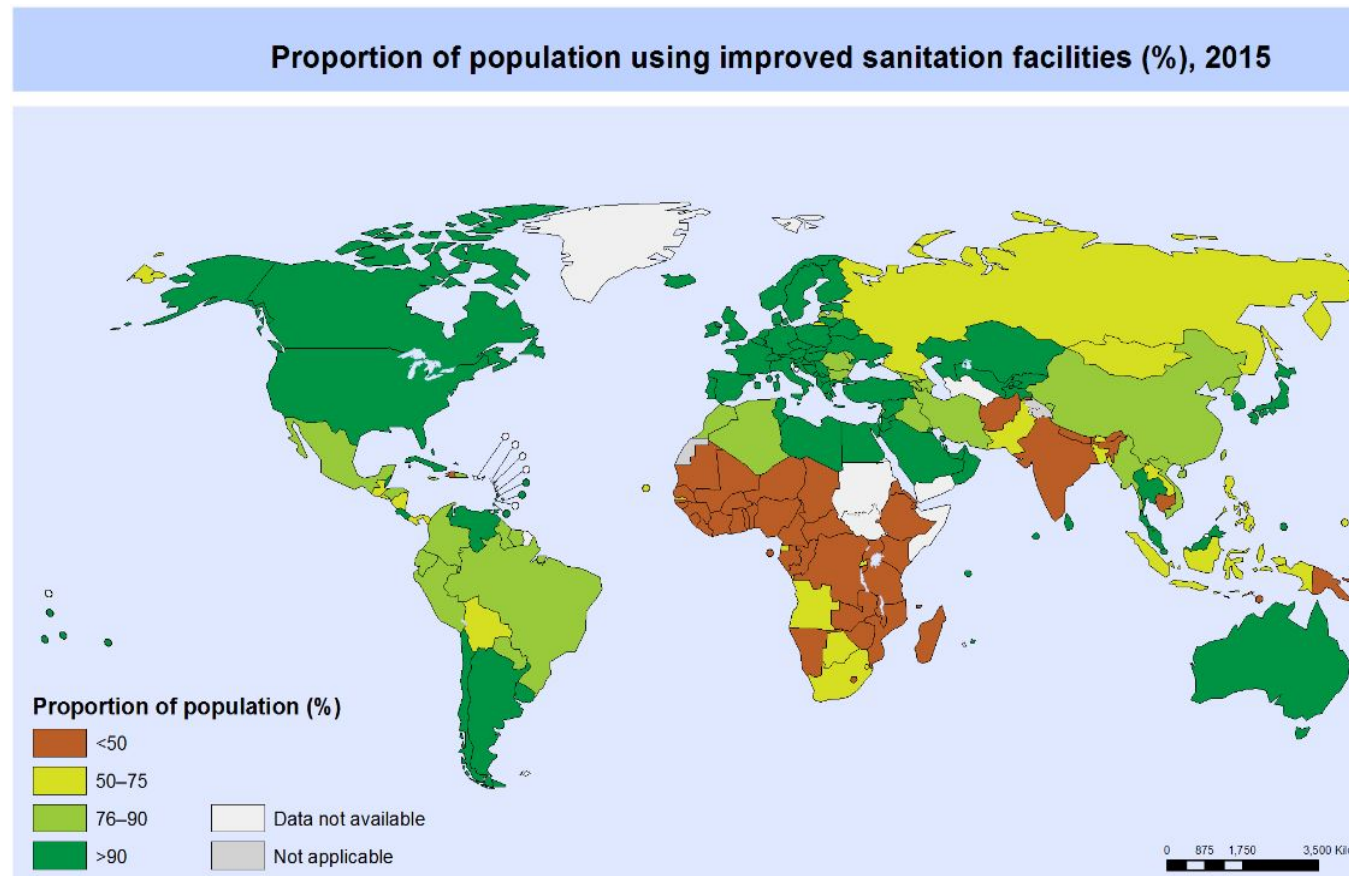 Proportion of population using improved sanitation facilities (%), 2015
Proportion of population (%)
<50
50–75
76–90
>90
Data not available
Not applicable
0 875 1,750 3,500 Kil